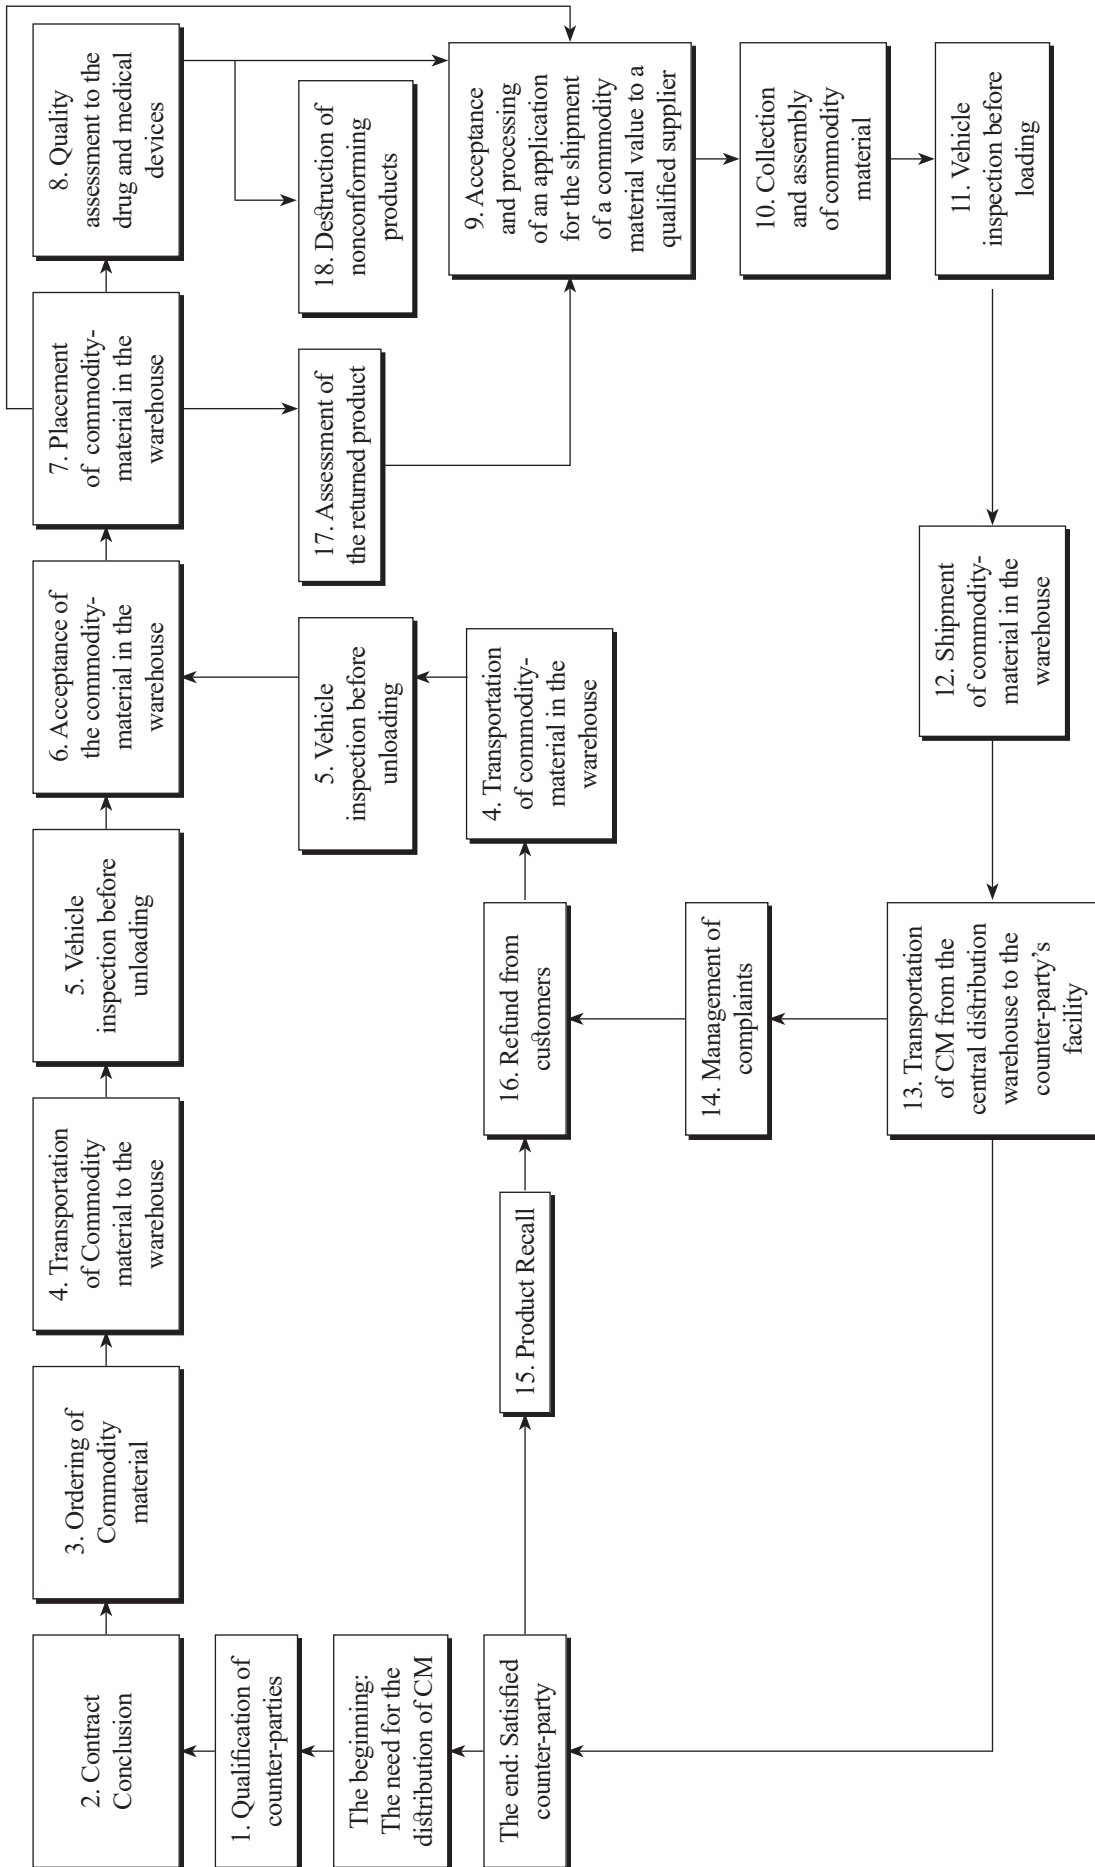 2. Contract
Conclusion
3. Ordering of
Commodity
material
4. Transportation
of Commodity
material to the
warehouse
5. Vehicle
inspection before
unloading
6. Acceptance of
the commodity-
material in the
warehouse
7. Placement
of commodity-
material in the
warehouse
8. Quality
assessment to the
drug and medical
devices
1. Qualification of
counter-parties
The beginning:
The need for the
distribution of CM
The end: Satisfied
counter-party
15. Product Recall
16. Refund from
customers
4. Transportation
of commodity-
material in the
warehouse
5. Vehicle
inspection before
unloading
17. Assessment of
the returned product
18. Destruction of
nonconforming
products
9. Acceptance
and processing
of an application
for the shipment
of a commodity
material value to a
qualified supplier
14. Management of
complaints
10. Collection
and assembly
of commodity
material
13. Transportation
of CM from the
central distribution
warehouse to the
counter-party’s
facility
12. Shipment
of commodity-
material in the
warehouse
11. Vehicle
inspection before
loading